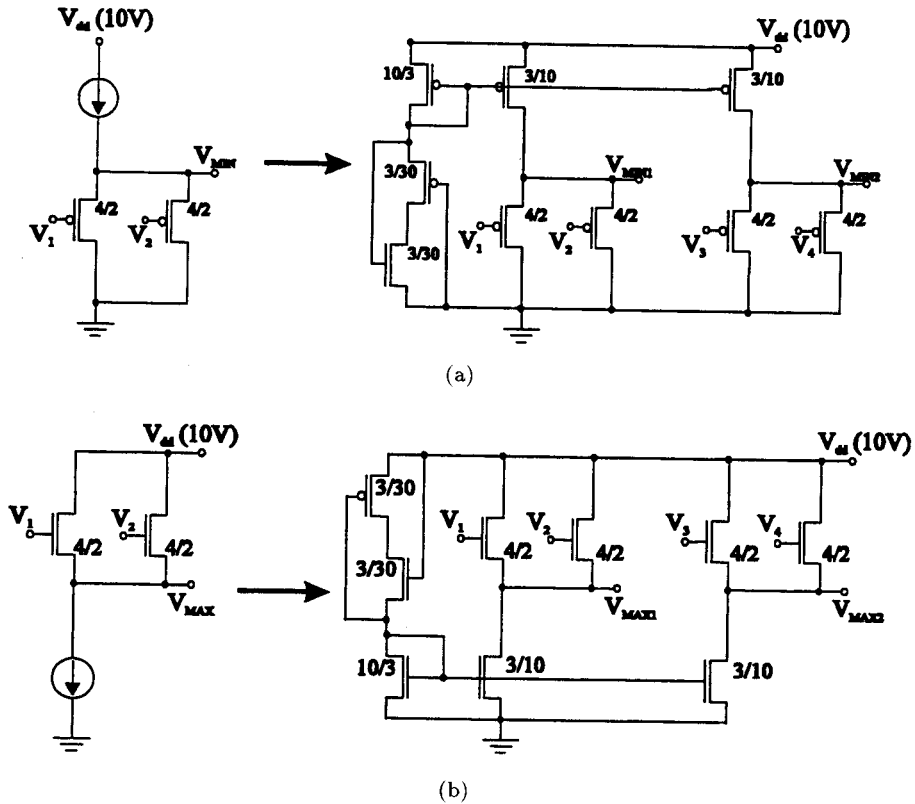 V_dd (10V)
V_MIN
4/2
4/2
V_1
V_2
V_dd (10V)
10/3
3/10
3/10
3/30
V_MIN1
V_MIN2
4/2
4/2
4/2
4/2
V_1
V_2
V_3
V_4
3/30
(a)
V_dd (10V)
V_1
V_2
4/2
4/2
V_MAX
V_dd (10V)
3/30
V_1
V_2
V_3
V_4
3/30
4/2
4/2
4/2
4/2
V_MAX1
V_MAX2
10/3
3/10
3/10
(b)